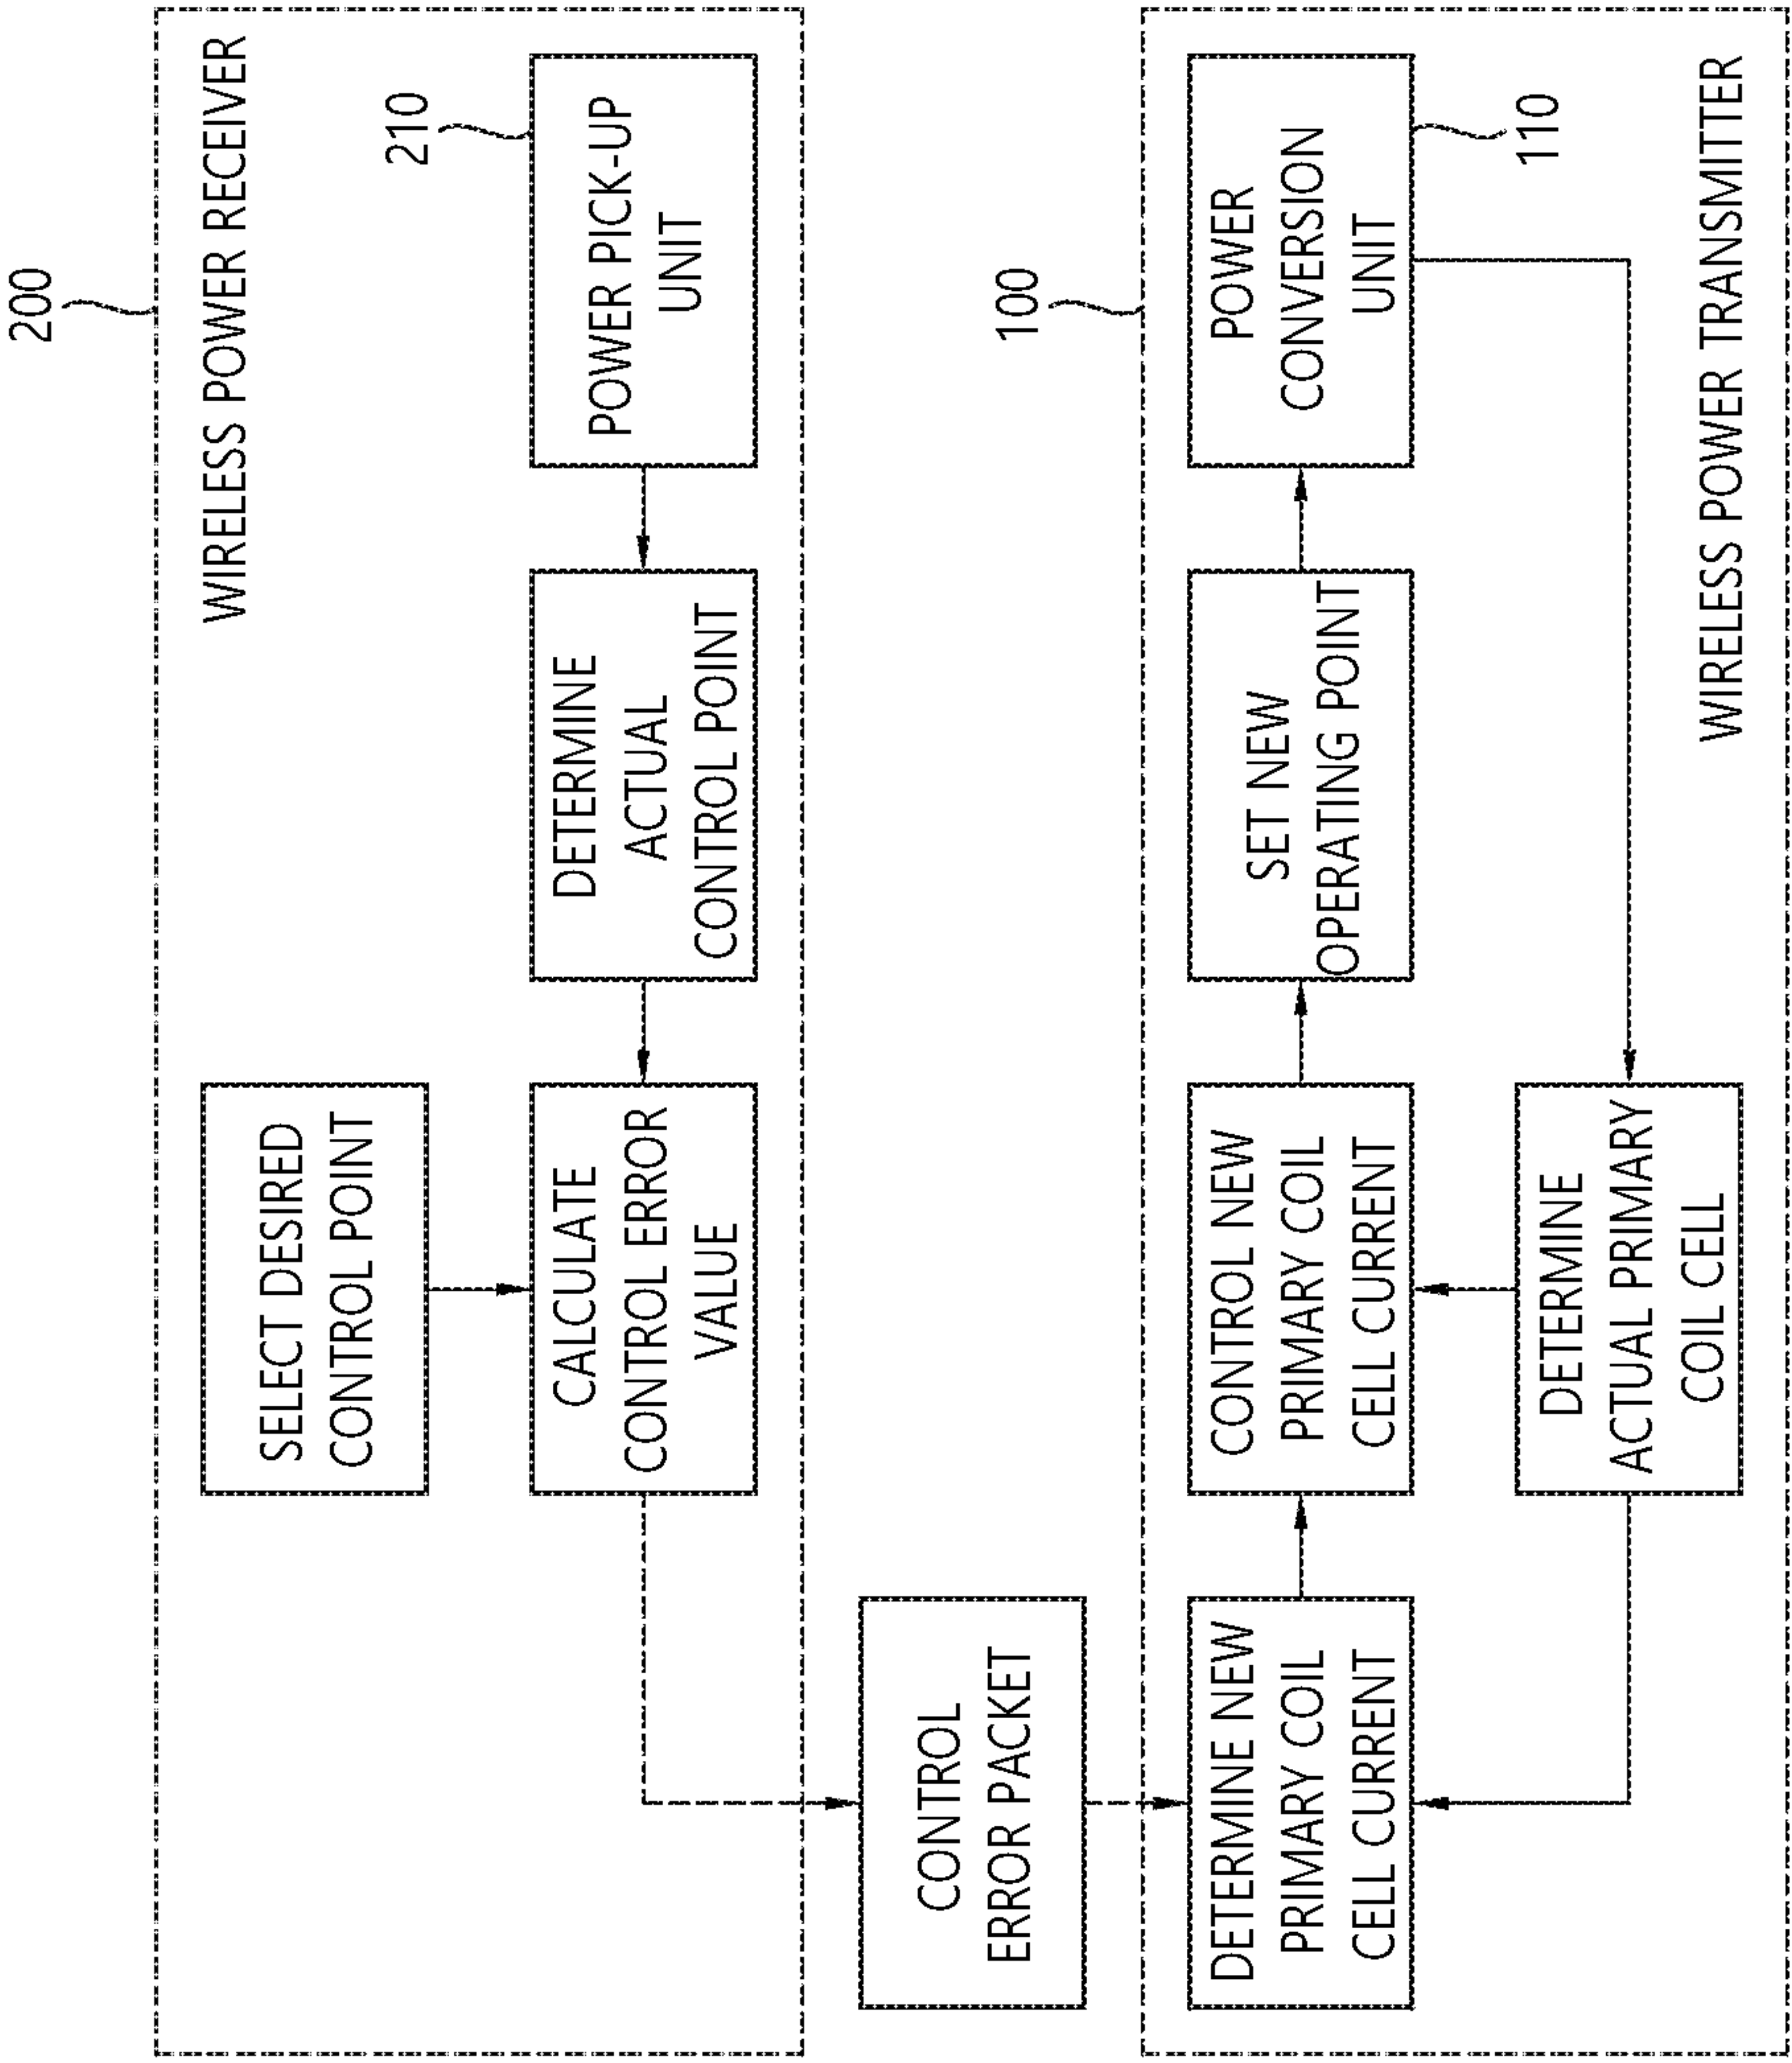 200
WIRELESS POWER RECEIVER
SELECT DESIRED
CONTROL POINT
210
CALCULATE
CONTROL ERROR
VALUE
DETERMINE
ACTUAL
CONTROL POINT
POWER PICK-UP
UNIT
CONTROL
ERROR PACKET
100
DETERMINE NEW
PRIMARY COIL
CELL CURRENT
CONTROL NEW
PRIMARY COIL
CELL CURRENT
SET NEW
OPERATING POINT
POWER
CONVERSION
UNIT
110
DETERMINE
ACTUAL PRIMARY
COIL CELL
WIRELESS POWER TRANSMITTER